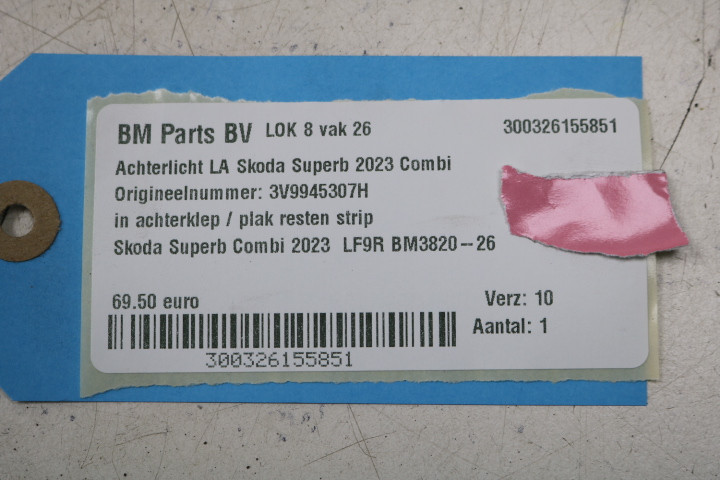 BM Parts BV LOK 8 vak 26 300326155851
Achterlicht LA Skoda Superb 2023 Combi
Origineelnummer: 3V9945307H
in achterklep / plak resten strip
Skoda Superb Combi 2023 LF9R BM3820--26
69.50 euro Verz: 10
Aantal: 1
300326155851